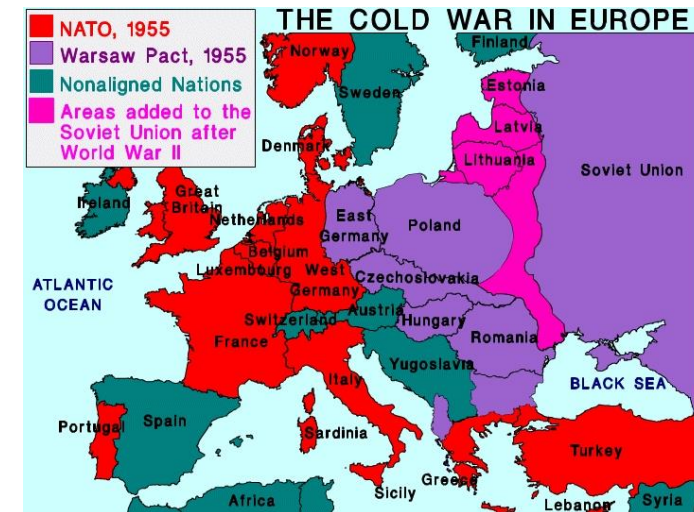 THE COLD WAR IN EUROPE
NATO, 1955
Warsaw Pact, 1955
Nonaligned Nations
Areas added to the
Soviet Union after
World War II
Norway
Finland
Sweden
Estonia
Latvia
Lithuania
Soviet Union
Denmark
Ireland
Great
Britain
Netherlands
East
Germany
Poland
Belgium
Luxembourg
West
Germany
Czechoslovakia
ATLANTIC
OCEAN
Switzerland
Austria
Hungary
France
Romania
Yugoslavia
Italy
BLACK SEA
Portugal
Spain
Sardinia
Turkey
Sicily
Greece
Africa
Lebanon
Syria